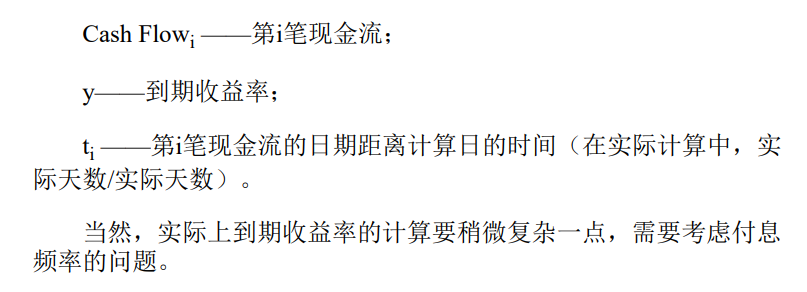 Cash Flowi ——第i笔现金流；
y——到期收益率；
ti ——第i笔现金流的日期距离计算日的时间（在实际计算中，实
际天数/实际天数）。
当然，实际上到期收益率的计算要稍微复杂一点，需要考虑付息
频率的问题。